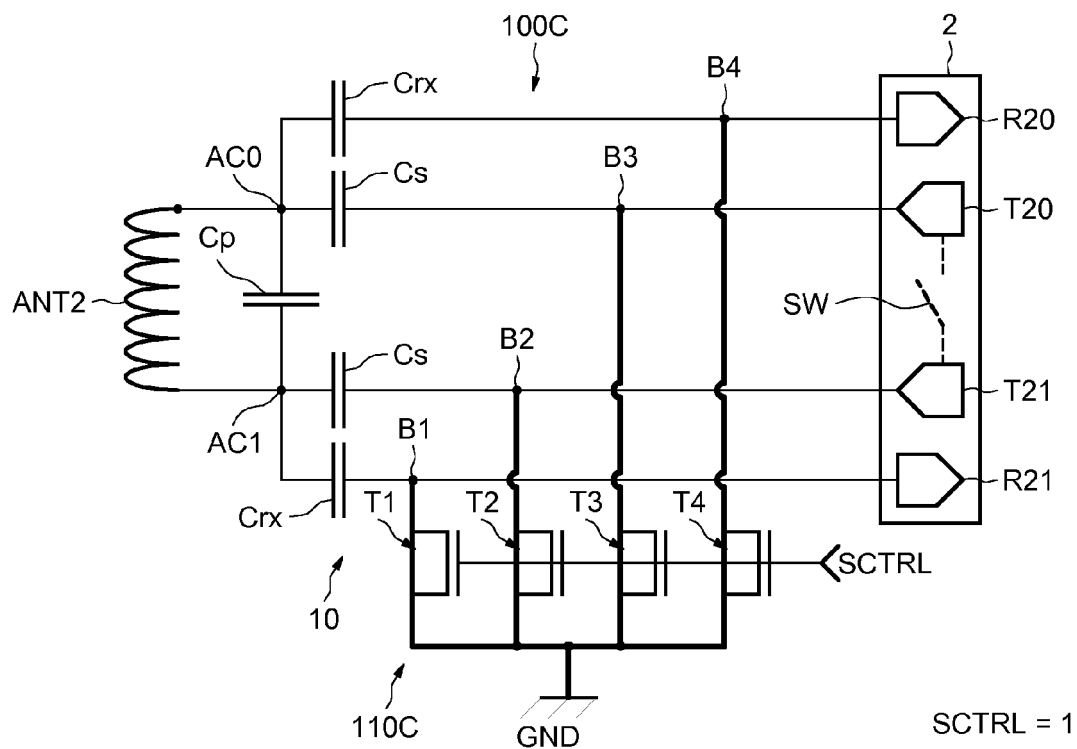 100C
2
Crx
B4
R20
AC0
Cs
B3
T20
Cp
ANT2
SW
Cs
B2
T21
AC1
B1
R21
Crx
T1
T2
T3
T4
SCTRL
10
110C
GND
SCTRL = 1